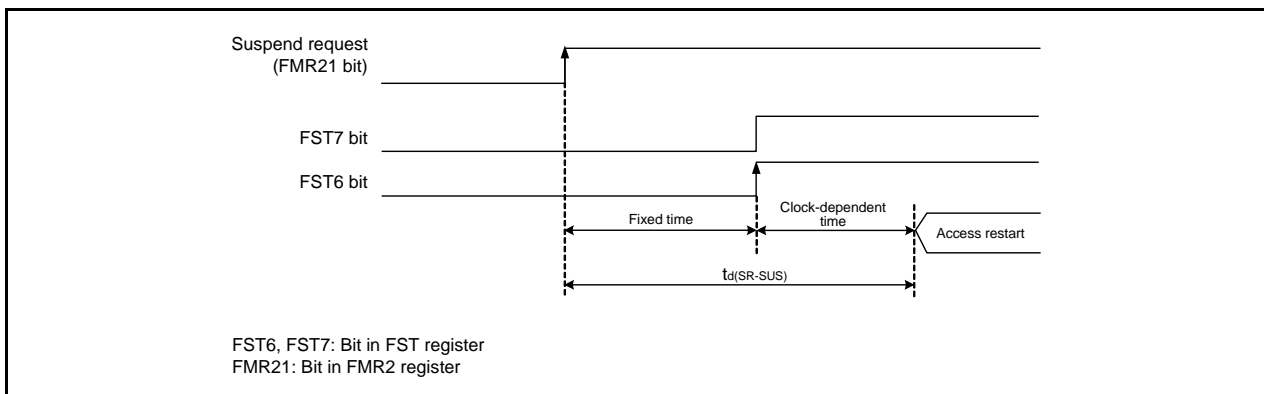 Suspend request
(FMR21 bit)
FST7 bit
FST6 bit
Fixed time
Clock-dependent
time
Access restart
td(SR-SUS)
FST6, FST7: Bit in FST register
FMR21: Bit in FMR2 register